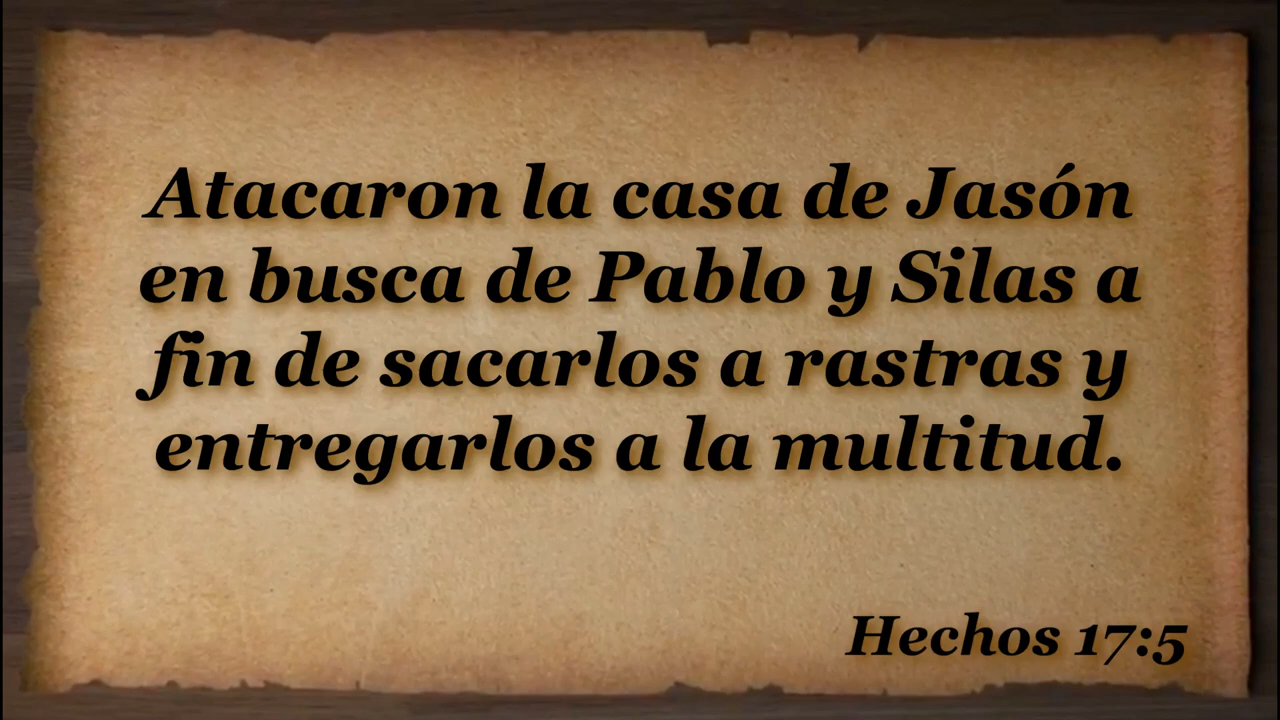 Atacaron la casa de Jasón
en busca de Pablo y Silas a
fin de sacarlos a rastras y
entregarlos a la multitud.
Hechos 17:5